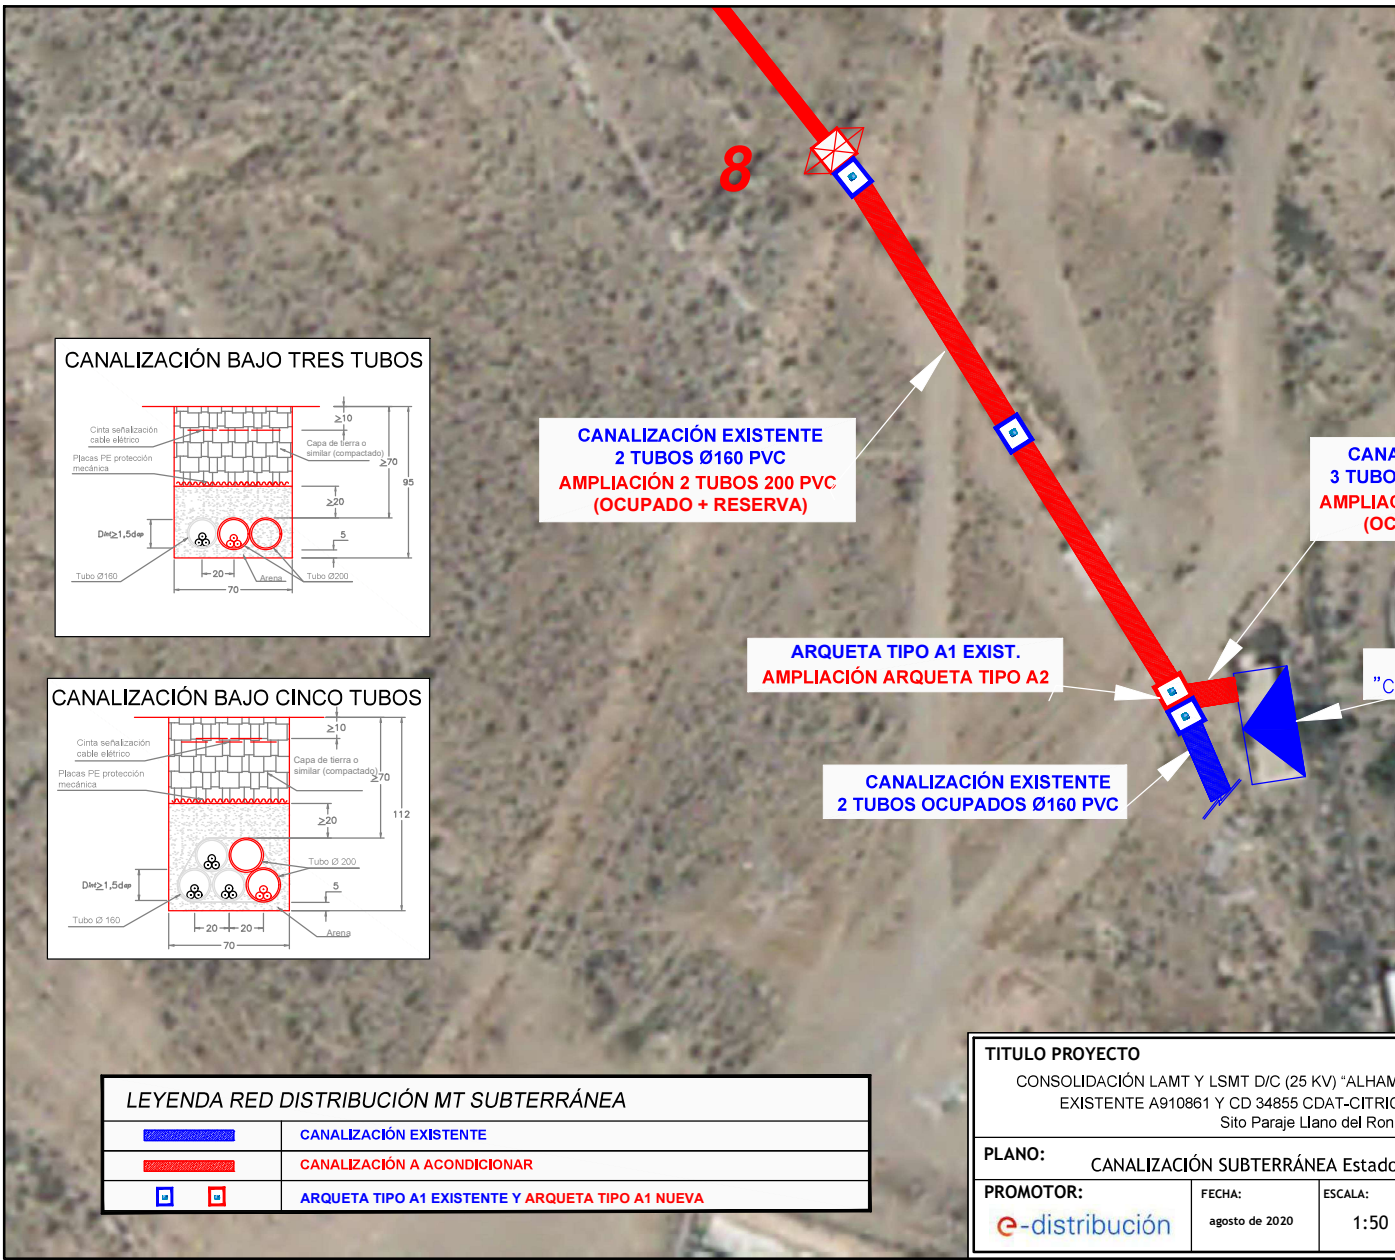 8
CANALIZACIÓN BAJO TRES TUBOS
Cinta señalización
cable elétrico
Placas PE protección
mecánica
≥10
Capa de tierra o
similar (compactado)
≥70
95
≥20
Dint≥1,5dφ
5
Tubo Ø160
20
Arena
Tubo Ø200
70
CANALIZACIÓN EXISTENTE
2 TUBOS Ø160 PVC
AMPLIACIÓN 2 TUBOS 200 PVC
(OCUPADO + RESERVA)
CANA
3 TUBO
AMPLIAC
(OC
ARQUETA TIPO A1 EXIST.
AMPLIACIÓN ARQUETA TIPO A2
"C
CANALIZACIÓN BAJO CINCO TUBOS
Cinta señalización
cable elétrico
Placas PE protección
mecánica
≥10
Capa de tierra o
similar (compactado)
≥70
112
≥20
Tubo Ø 200
5
Tubo Ø 160
20
20
Arena
70
CANALIZACIÓN EXISTENTE
2 TUBOS OCUPADOS Ø160 PVC
LEYENDA RED DISTRIBUCIÓN MT SUBTERRÁNEA
CANALIZACIÓN EXISTENTE
CANALIZACIÓN A ACONDICIONAR
ARQUETA TIPO A1 EXISTENTE Y ARQUETA TIPO A1 NUEVA
TITULO PROYECTO
CONSOLIDACIÓN LAMT Y LSMT D/C (25 KV) "ALHAM
EXISTENTE A910861 Y CD 34855 CDAT-CITRIC
Sito Paraje Llano del Ron
PLANO:
CANALIZACIÓN SUBTERRÁNEA Estado
PROMOTOR:
e-distribución
FECHA:
agosto de 2020
ESCALA:
1:50